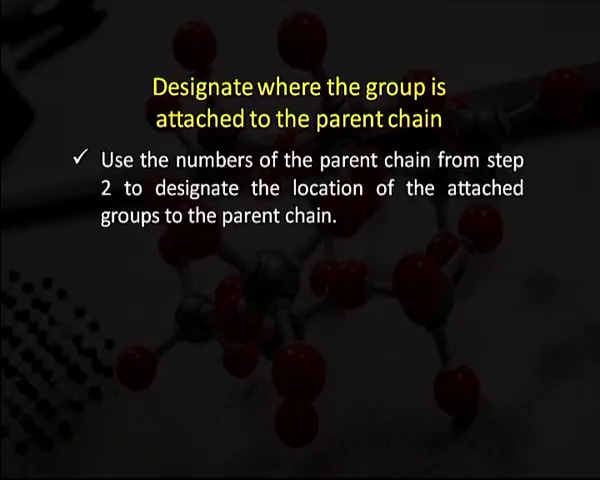 Designate where the group is
attached to the parent chain
✓ Use the numbers of the parent chain from step
2 to designate the location of the attached
groups to the parent chain.